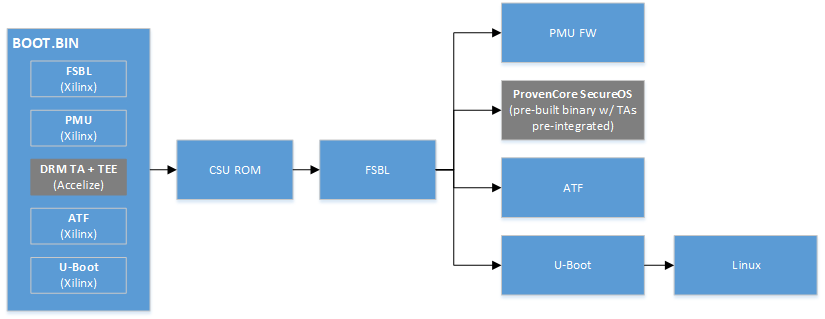 BOOT.BIN
FSBL
(Xilinx)
PMU
(Xilinx)
DRM TA + TEE
(Accelize)
ATF
(Xilinx)
U-Boot
(Xilinx)
CSU ROM
FSBL
PMU FW
ProvenCore SecureOS
(pre-built binary w/ TAs
pre-integrated)
ATF
U-Boot
Linux